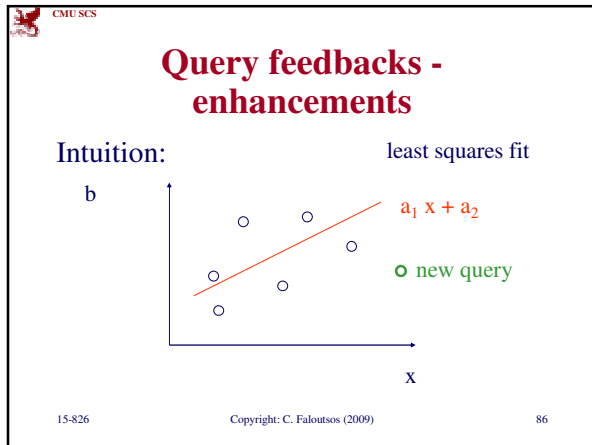 CMU SCS
Query feedbacks -
enhancements
Intuition:
least squares fit
b
a₁ x + a₂
new query
x
15-826
Copyright: C. Faloutsos (2009)
86